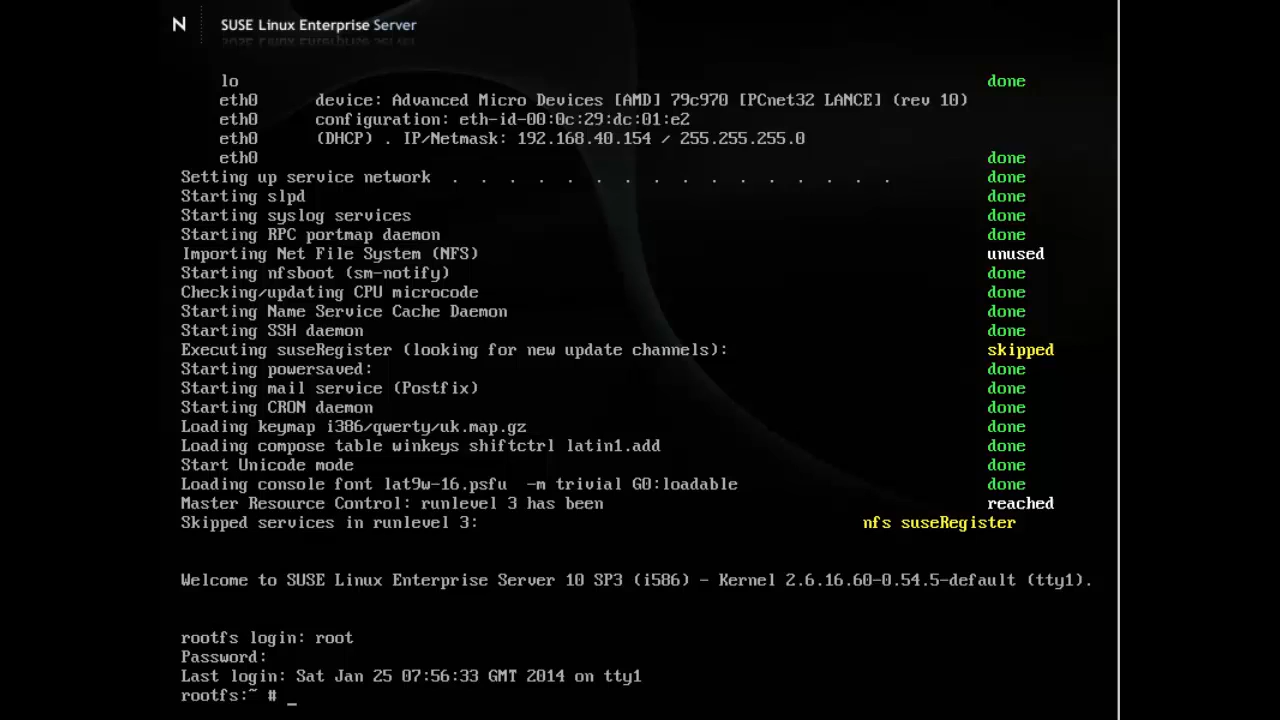 N SUSE Linux Enterprise Server
lo done
eth0 device: Advanced Micro Devices [AMD] 79c970 [PCnet32 LANCE] (rev 10)
eth0 configuration: eth-id-00:0c:29:dc:01:e2
eth0 (DHCP) . IP/Netmask: 192.168.40.154 / 255.255.255.0
eth0 done
Setting up service network . . . . . . . . . . . . . . . . done
Starting slpd done
Starting syslog services done
Starting RPC portmap daemon done
Importing Net File System (NFS) unused
Starting nfsboot (sm-notify) done
Checking/updating CPU microcode done
Starting Name Service Cache Daemon done
Starting SSH daemon done
Executing suseRegister (looking for new update channels): skipped
Starting powersaved: done
Starting mail service (Postfix) done
Starting CRON daemon done
Loading keymap i386/qwerty/uk.map.gz done
Loading compose table winkeys shiftctrl latin1.add done
Start Unicode mode done
Loading console font lat9w-16.psfu -m trivial G0:loadable done
Master Resource Control: runlevel 3 has been reached
Skipped services in runlevel 3: nfs suseRegister
Welcome to SUSE Linux Enterprise Server 10 SP3 (i586) - Kernel 2.6.16.60-0.54.5-default (tty1).
rootfs login: root
Password:
Last login: Sat Jan 25 07:56:33 GMT 2014 on tty1
rootfs:~ # _